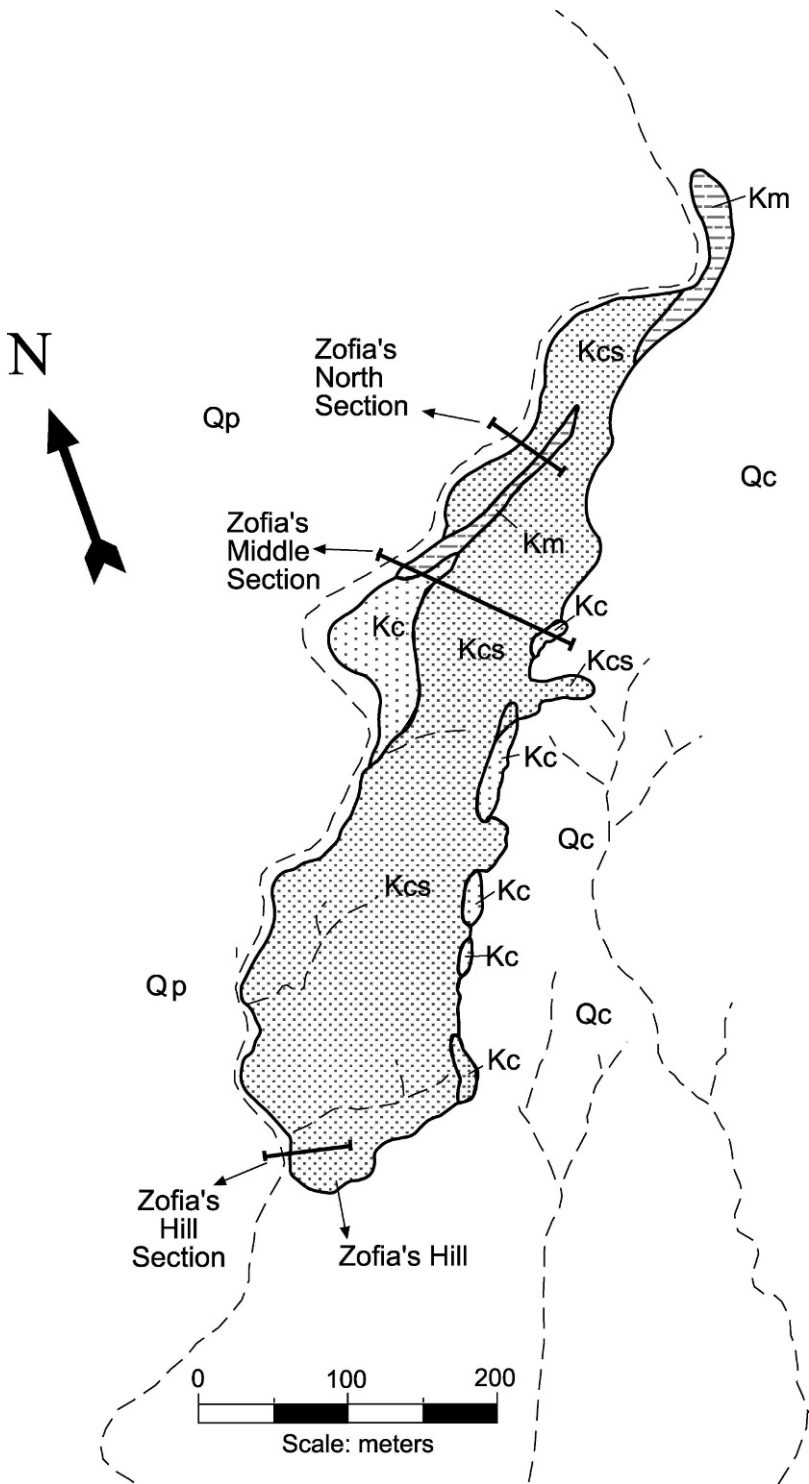 Km
N
Zofia's
North
Section
Kcs
Qp
Qc
Zofia's
Middle
Section
Km
Kc
Kc
Kcs
Kcs
Kc
Qc
Kcs
Kc
Kc
Qp
Qc
Kc
Zofia's
Hill
Section
Zofia's Hill
0 100 200
Scale: meters